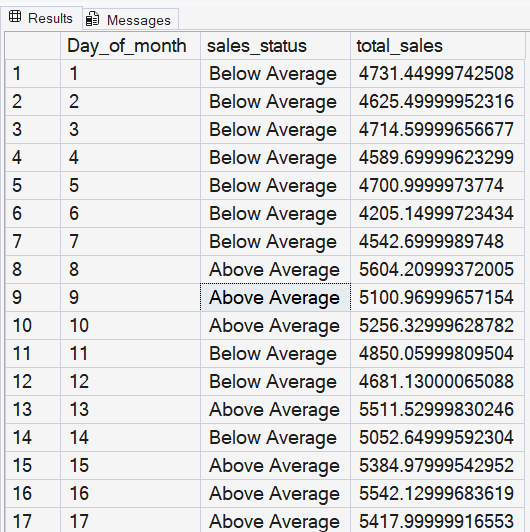 Results Messages
Day_of_month sales_status total_sales
1 1 Below Average 4731.44999742508
2 2 Below Average 4625.49999952316
3 3 Below Average 4714.59999656677
4 4 Below Average 4589.69999623299
5 5 Below Average 4700.9999973774
6 6 Below Average 4205.14999723434
7 7 Below Average 4542.6999989748
8 8 Above Average 5604.20999372005
9 9 Above Average 5100.96999657154
10 10 Above Average 5256.32999628782
11 11 Below Average 4850.05999809504
12 12 Below Average 4681.13000065088
13 13 Above Average 5511.52999830246
14 14 Below Average 5052.64999592304
15 15 Above Average 5384.97999542952
16 16 Above Average 5542.12999683619
17 17 Above Average 5417.99999916553